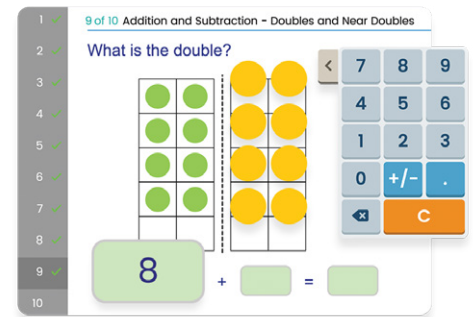 1
2
3
4
5
6
7
8
9
10
9 of 10 Addition and Subtraction - Doubles and Near Doubles
What is the double?
<
7 8 9
4 5 6
1 2 3
0 +/- .
C
8 + =